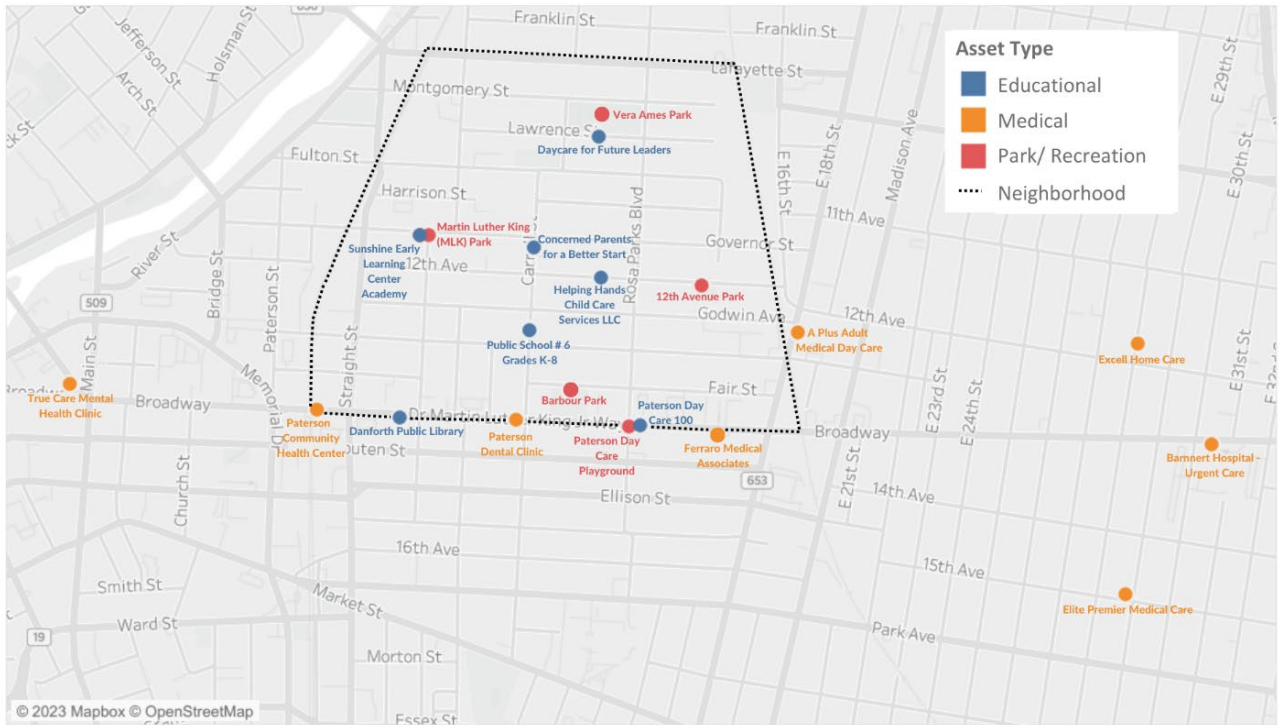 Franklin St
Franklin St
Jefferson St
Holsman St
Arch St
Lafayette St
Montgomery St
Vera Ames Park
Lawrence St
Daycare for Future Leaders
Fulton St
Harrison St
Martin Luther King
(MLK) Park
Sunshine Early
Learning
Center
Academy
12th Ave
Concerned Parents
for a Better Start
Helping Hands
Child Care
Services LLC
Rosa Parks Blvd
Governor St
12th Avenue Park
Godwin Ave
Public School # 6
Grades K-8
E 16th St
E 18th St
Madison Ave
11th Ave
12th Ave
A Plus Adult
Medical Day Care
Asset Type
Educational
Medical
Park/ Recreation
Neighborhood
E 29th St
E 30th St
E 31st St
Excell Home Care
River St
Bridge St
Paterson St
Straight St
509
Main St
Broadway
True Care Mental
Health Clinic
Broadway
Paterson
Community
Health Center
Danforth Public Library
Paterson
Dental Clinic
Barbour Park
Fair St
Paterson Day
Care 100
Paterson Day
Care
Playground
Ferraro Medical
Associates
Broadway
E 23rd St
E 24th St
E 21st St
Barnnert Hospital -
Urgent Care
653
Ellison St
14th Ave
15th Ave
Elite Premier Medical Care
Park Ave
Church St
16th Ave
Smith St
Market St
Ward St
19
Morton St
Essex St
© 2023 Mapbox © OpenStreetMap